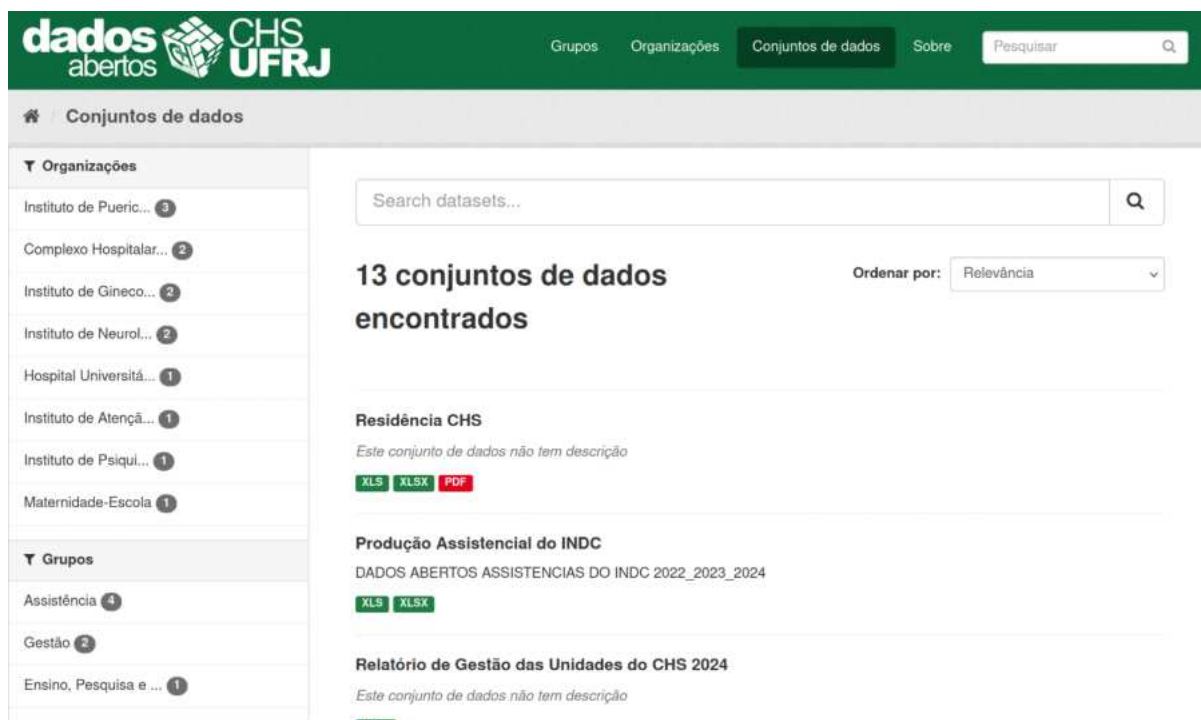 dados CHS
abertos UFRJ
Grupos Organizações Conjuntos de dados Sobre Pesquisar
Conjuntos de dados
Organizações
Instituto de Pueric... 3
Complexo Hospitalar... 2
Instituto de Gineco... 2
Instituto de Neurol... 2
Hospital Universitá... 1
Instituto de Atençã... 1
Instituto de Psiqui... 1
Maternidade-Escola 1
Grupos
Assistência 4
Gestão 2
Ensino, Pesquisa e ... 1
Search datasets...
13 conjuntos de dados
encontrados
Ordenar por: Relevância
Residência CHS
Este conjunto de dados não tem descrição
XLS XLSX PDF
Produção Assistencial do INDC
DADOS ABERTOS ASSISTENCIAS DO INDC 2022_2023_2024
XLS XLSX
Relatório de Gestão das Unidades do CHS 2024
Este conjunto de dados não tem descrição